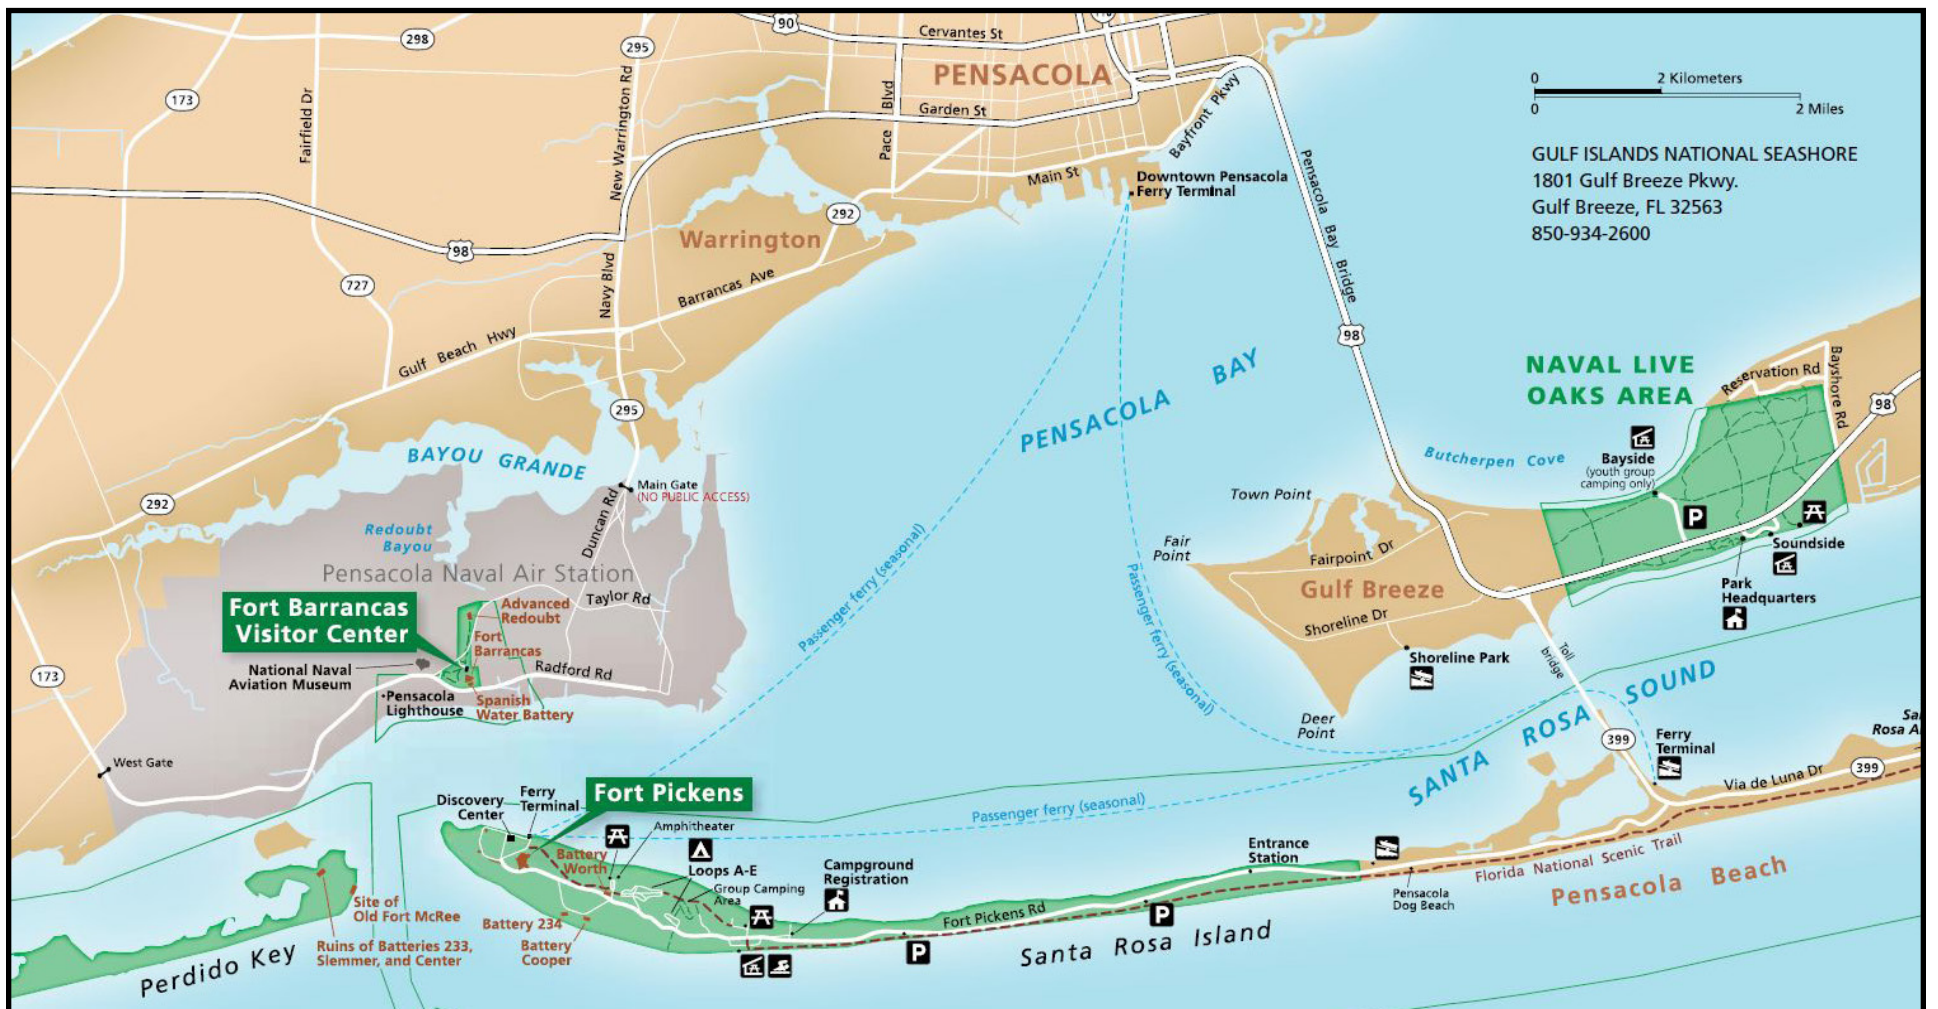 90
298
295
Cervantes St
PENSACOLA
173
Fairfield Dr
New Warrington Rd
Pace Blvd
Garden St
Bayfront Pkwy
0 2 Kilometers
0 2 Miles
GULF ISLANDS NATIONAL SEASHORE
1801 Gulf Breeze Pkwy.
Gulf Breeze, FL 32563
850-934-2600
Main St
Downtown Pensacola
Ferry Terminal
Pensacola Bay Bridge
292
Warrington
98
Navy Blvd
727
Barrancas Ave
Gulf Beach Hwy
98
PENSACOLA BAY
NAVAL LIVE
OAKS AREA
Reservation Rd
Bayshore Rd
98
295
BAYOU GRANDE
Butcherpen Cove
Bayside
(youth group
camping only)
Main Gate
(NO PUBLIC ACCESS)
292
Town Point
P
Redoubt
Bayou
Duncan Rd
Passenger ferry (seasonal)
Fair
Point
Fairpoint Dr
Soundside
Pensacola Naval Air Station
Passenger ferry (seasonal)
Gulf Breeze
Park
Headquarters
Fort Barrancas
Visitor Center
Advanced
Redoubt
Taylor Rd
Shoreline Dr
Fort
Barrancas
National Naval
Aviation Museum
Radford Rd
Shoreline Park
Toll
bridge
173
Pensacola
Lighthouse
Spanish
Water Battery
Deer
Point
SANTA ROSA SOUND
399
Ferry
Terminal
West Gate
Via de Luna Dr
399
Discovery
Center
Ferry
Terminal
Fort Pickens
Passenger ferry (seasonal)
Amphitheater
Battery
Worth
Loops A-E
Group Camping
Area
Campground
Registration
Entrance
Station
Florida National Scenic Trail
Pensacola Beach
Pensacola
Dog Beach
Site of
Old Fort McRee
Battery 234
Battery
Cooper
Fort Pickens Rd
P
P
Ruins of Batteries 233,
Slemmer, and Center
Perdido Key
Santa Rosa Island